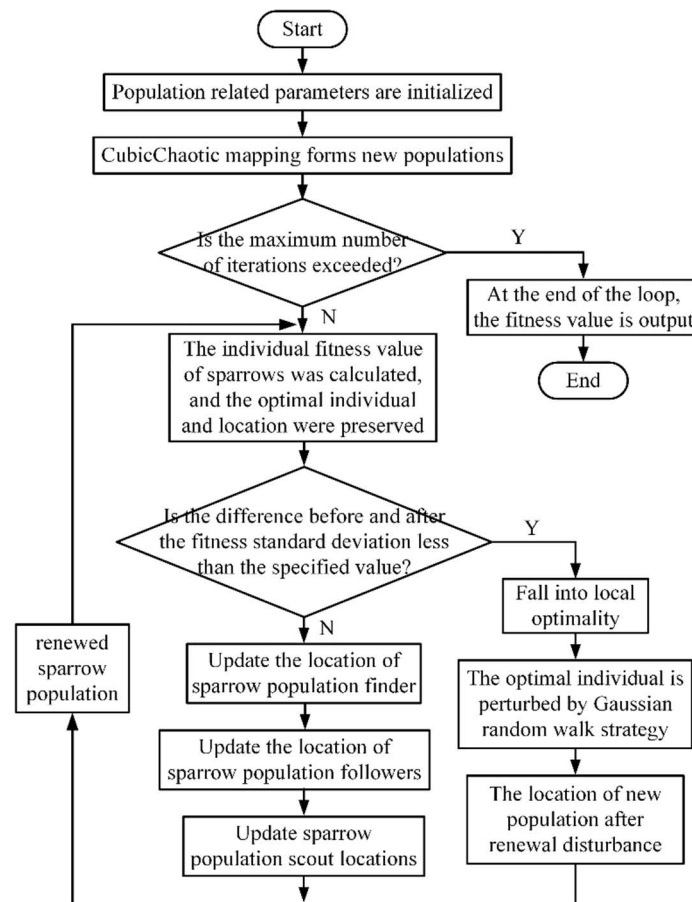 Start
Population related parameters are initialized
CubicChaotic mapping forms new populations
Is the maximum number
of iterations exceeded?
Y
N
At the end of the loop,
the fitness value is output
End
The individual fitness value
of sparrows was calculated,
and the optimal individual
and location were preserved
Is the difference before and after
the fitness standard deviation less
than the specified value?
Y
N
Fall into local
optimality
renewed
sparrow
population
Update the location of
sparrow population finder
The optimal individual is
perturbed by Gaussian
random walk strategy
Update the location of
sparrow population followers
The location of new
population after
renewal disturbance
Update sparrow
population scout locations